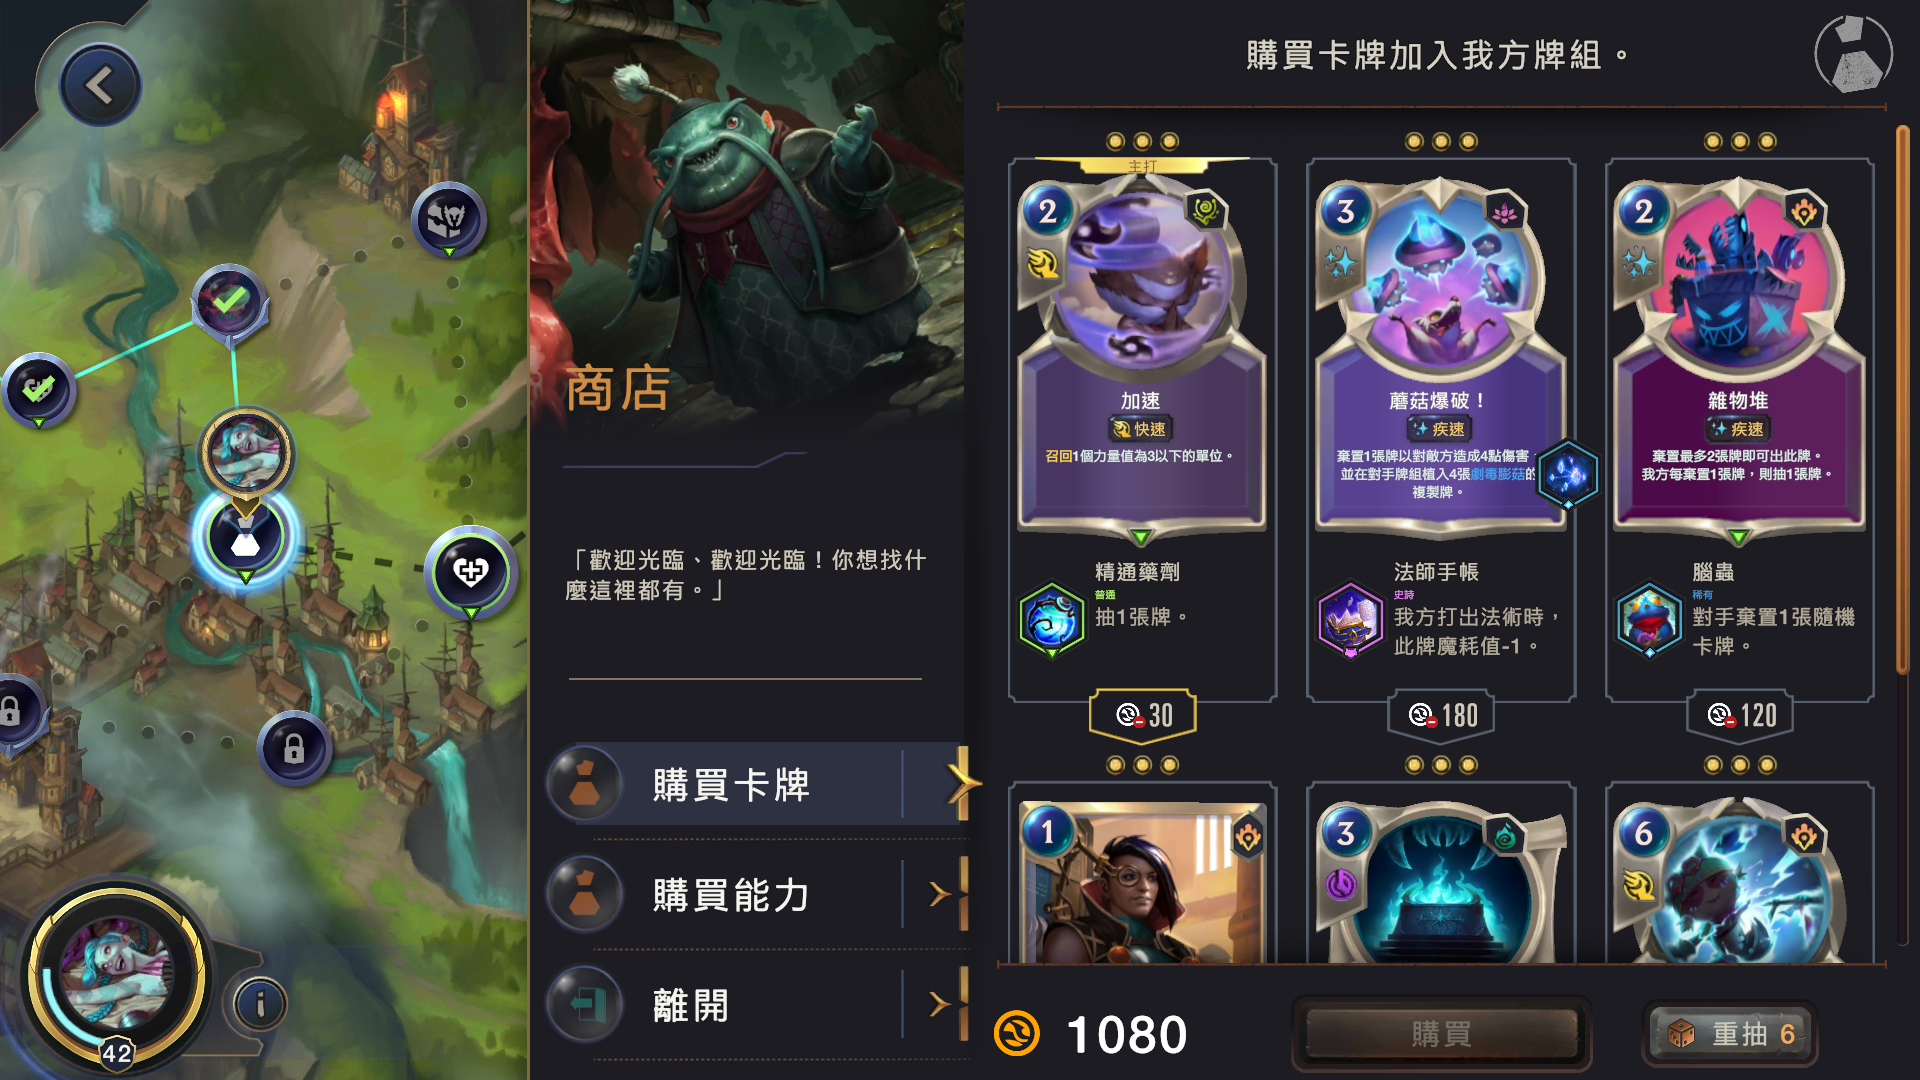 購買卡牌加入我方牌組。
主打
2
加速
快速
召回1個力量值為3以下的單位。
精通藥劑
普通
抽1張牌。
30
3
蘑菇爆破！
疾速
棄置1張牌以對敵方造成4點傷害，
並在對手牌組植入4張劇毒膨菇的
複製牌。
法師手帳
史詩
我方打出法術時，
此牌魔耗值-1。
180
2
雜物堆
疾速
棄置最多2張牌即可出此牌。
我方每棄置1張牌，則抽1張牌。
腦蟲
稀有
對手棄置1張隨機
卡牌。
120
1
3
6
商店
「歡迎光臨、歡迎光臨！你想找什
麼這裡都有。」
購買卡牌
購買能力
離開
42
1080
購買
重抽 6